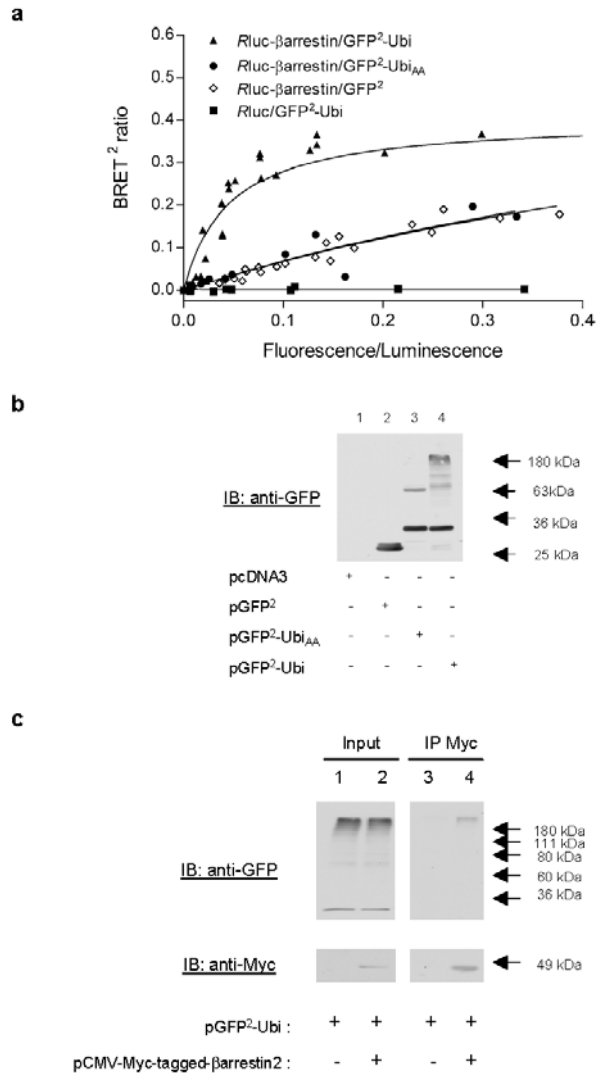 a
0.6
0.5
0.4
0.3
0.2
0.1
0.0
BRET² ratio
Rluc-βarrestin/GFP²-Ubi
Rluc-βarrestin/GFP²-UbiAA
Rluc-βarrestin/GFP²
Rluc/GFP²-Ubi
0.0 0.1 0.2 0.3 0.4
Fluorescence/Luminescence
b
1 2 3 4
IB: anti-GFP
180 kDa
63kDa
36 kDa
25 kDa
pcDNA3 + - - -
pGFP² - + - -
pGFP²-UbiAA - - + -
pGFP²-Ubi - - - +
c
Input IP Myc
1 2 3 4
IB: anti-GFP
180 kDa
111 kDa
80 kDa
60 kDa
36 kDa
IB: anti-Myc
49 kDa
pGFP²-Ubi : + + + +
pCMV-Myc-tagged-βarrestin2 : - + - +